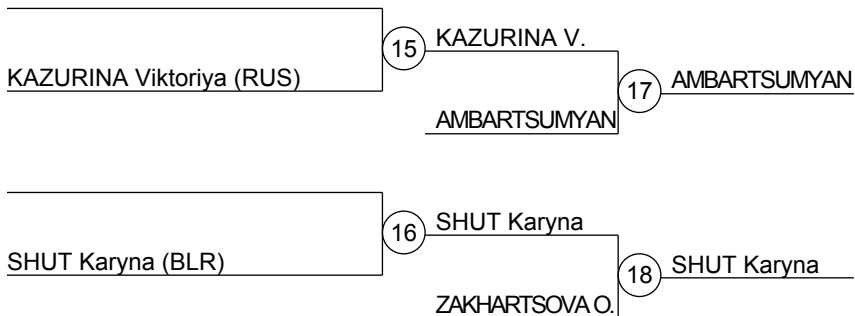 15 KAZURINA V.
KAZURINA Viktoriya (RUS)
17 AMBARTSUMYAN
AMBARTSUMYAN
16 SHUT Karyna
SHUT Karyna (BLR)
18 SHUT Karyna
ZAKHARTSOVA O.